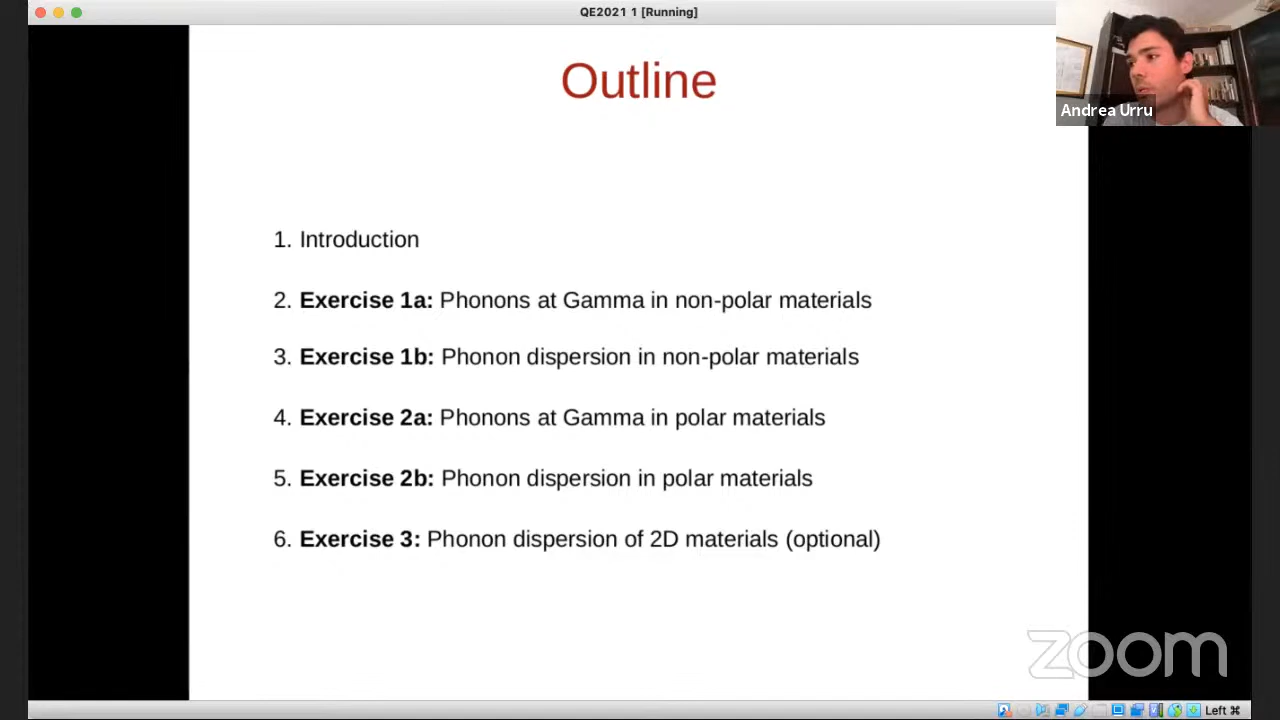 QE2021 1 [Running]
Outline
Andrea Urru
1. Introduction
2. Exercise 1a: Phonons at Gamma in non-polar materials
3. Exercise 1b: Phonon dispersion in non-polar materials
4. Exercise 2a: Phonons at Gamma in polar materials
5. Exercise 2b: Phonon dispersion in polar materials
6. Exercise 3: Phonon dispersion of 2D materials (optional)
zoom
Left ⌘